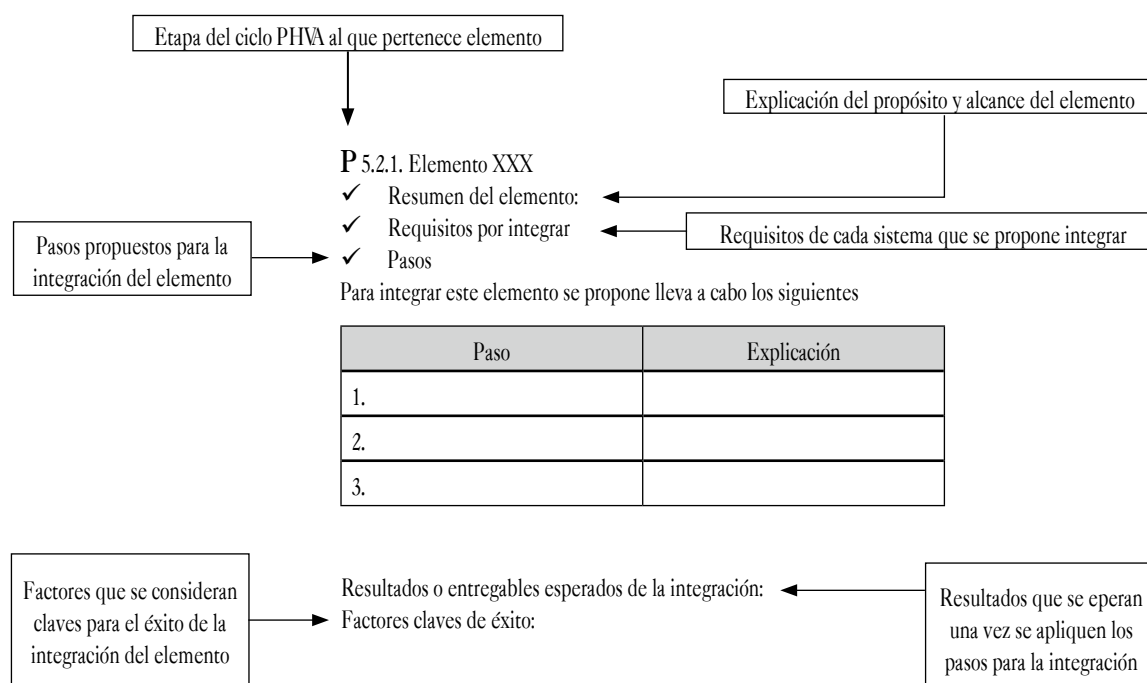 Etapa del ciclo PHVA al que pertenece elemento
Explicación del propósito y alcance del elemento
P 5.2.1. Elemento XXX
✓ Resumen del elemento:
✓ Requisitos por integrar
Requisitos de cada sistema que se propone integrar
Pasos propuestos para la
integración del elemento
✓ Pasos
Para integrar este elemento se propone lleva a cabo los siguientes
Paso Explicación
1.
2.
3.
Factores que se consideran
claves para el éxito de la
integración del elemento
Resultados o entregables esperados de la integración:
Factores claves de éxito:
Resultados que se eperan
una vez se apliquen los
pasos para la integración